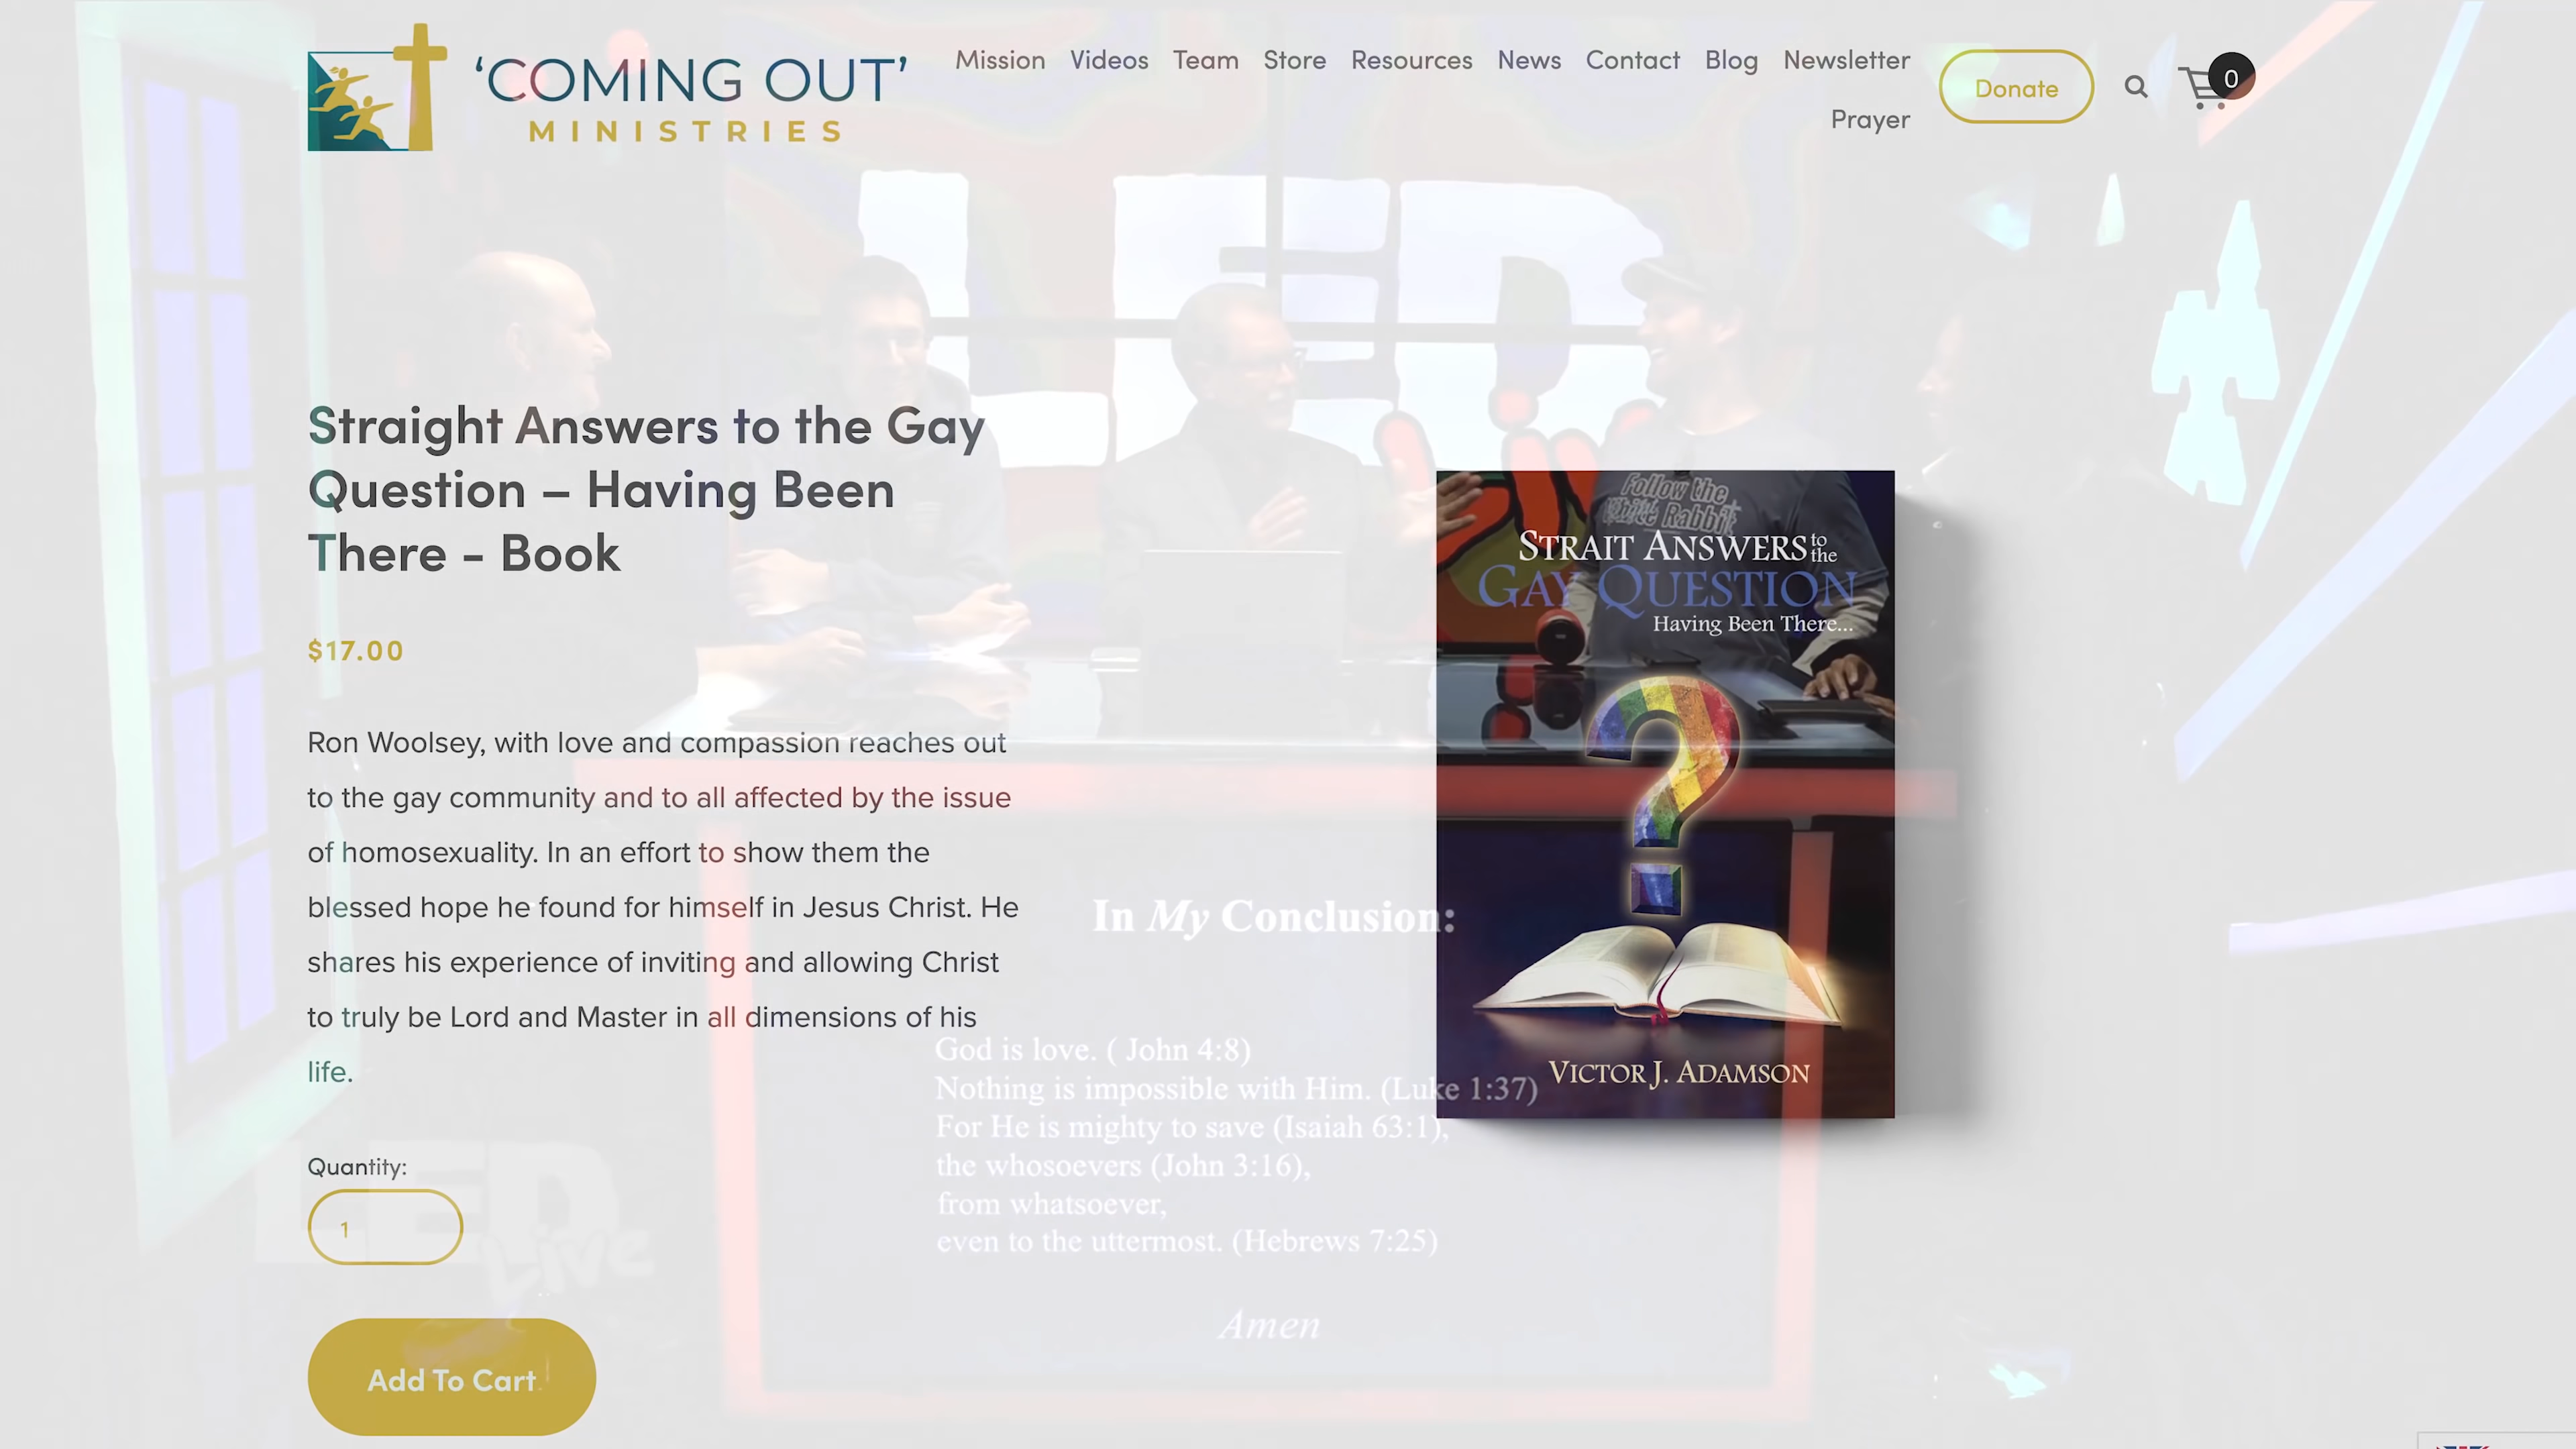 'COMING OUT'
MINISTRIES
Mission Videos Team Store Resources News Contact Blog Newsletter
Prayer
Donate
0
LED
Straight Answers to the Gay
Question – Having Been
There - Book
$17.00
Ron Woolsey, with love and compassion reaches out
to the gay community and to all affected by the issue
of homosexuality. In an effort to show them the
blessed hope he found for himself in Jesus Christ. He
shares his experience of inviting and allowing Christ
to truly be Lord and Master in all dimensions of his
life.
Quantity:
1
Add To Cart
Follow the
White Rabbit
STRAIT ANSWERS to the
GAY QUESTION
Having Been There...
VICTOR J. ADAMSON
In My Conclusion:
God is love. ( John 4:8)
Nothing is impossible with Him. (Luke 1:37)
For He is mighty to save (Isaiah 63:1),
the whosoevers (John 3:16),
from whatsoever,
even to the uttermost. (Hebrews 7:25)
Amen
LED
Live